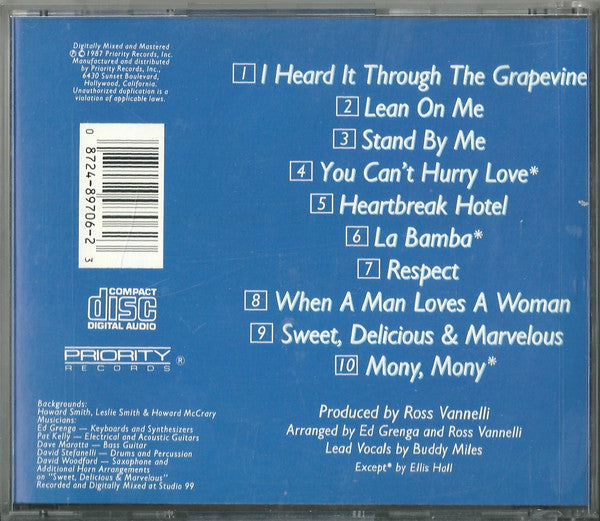 Digitally Mixed and Mastered
℗©1987 Priority Records, Inc.
Manufactured and distributed
by Priority Records, Inc.,
6430 Sunset Boulevard,
Hollywood, California.
Unauthorized duplication is a
violation of applicable laws.
0 8724-89706-2 3
COMPACT
disc
DIGITAL AUDIO
PRIORITY®
RECORDS
1 I Heard It Through The Grapevine
2 Lean On Me
3 Stand By Me
4 You Can't Hurry Love*
5 Heartbreak Hotel
6 La Bamba*
7 Respect
8 When A Man Loves A Woman
9 Sweet, Delicious & Marvelous
10 Mony, Mony*
Backgrounds:
Howard Smith, Leslie Smith & Howard McCrary
Musicians:
Ed Grenga — Keyboards and Synthesizers
Pat Kelly — Electrical and Acoustic Guitars
Dave Marotta — Bass Guitar
David Stefanelli — Drums and Percussion
David Woodford — Saxophone and
Additional Horn Arrangements
on "Sweet, Delicious & Marvelous"
Recorded and Digitally Mixed at Studio 99
Produced by Ross Vannelli
Arranged by Ed Grenga and Ross Vannelli
Lead Vocals by Buddy Miles
Except* by Ellis Hall